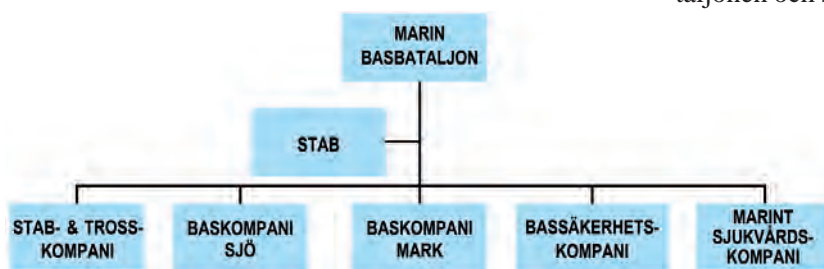 MARIN
BASBATALJON
STAB
STAB- & TROSS-
KOMPANI
BASKOMPANI
SJÖ
BASKOMPANI
MARK
BASSÄKERHETS-
KOMPANI
MARINT
SJUKVÅRDS-
KOMPANI